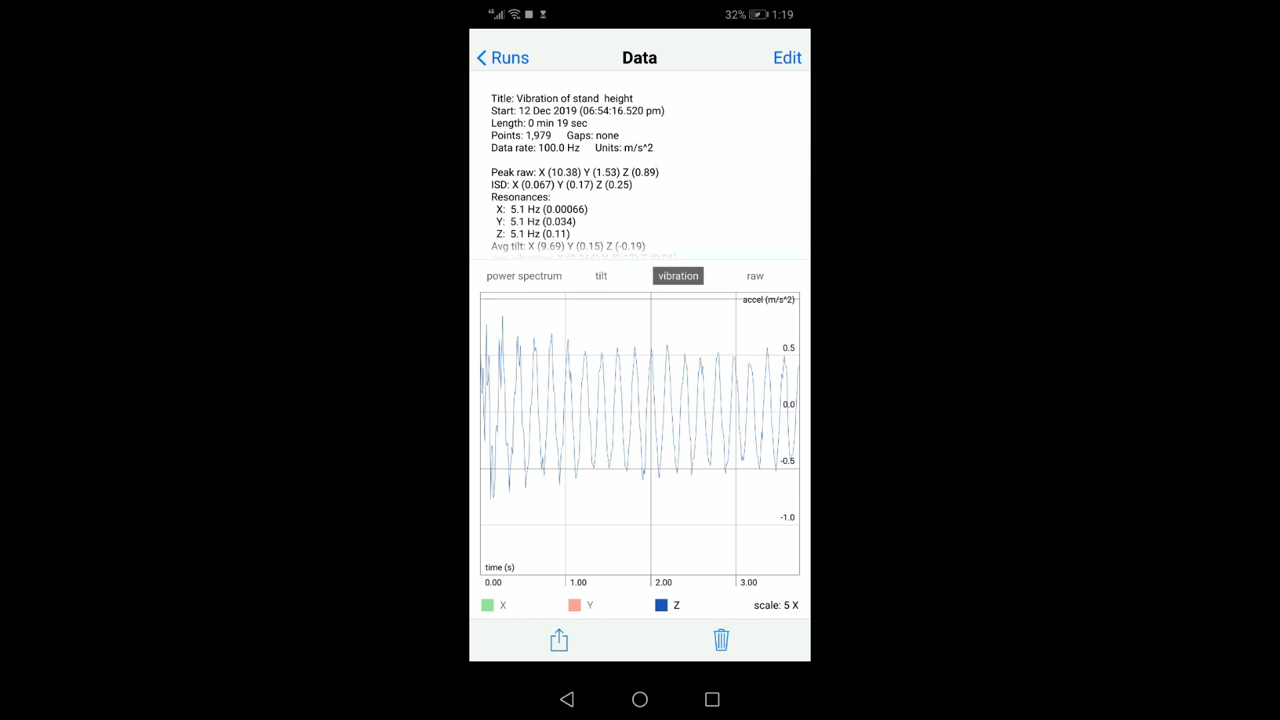 4G 32% 1:19
Runs Data Edit
Title: Vibration of stand height
Start: 12 Dec 2019 (06:54:16.520 pm)
Length: 0 min 19 sec
Points: 1,979 Gaps: none
Data rate: 100.0 Hz Units: m/s^2
Peak raw: X (10.38) Y (1.53) Z (0.89)
ISD: X (0.067) Y (0.17) Z (0.25)
Resonances:
X: 5.1 Hz (0.00066)
Y: 5.1 Hz (0.034)
Z: 5.1 Hz (0.11)
Avg tilt: X (9.69) Y (0.15) Z (-0.19)
power spectrum tilt vibration raw
accel (m/s^2)
0.5
0.0
-0.5
-1.0
time (s)
0.00 1.00 2.00 3.00
X Y Z scale: 5 X